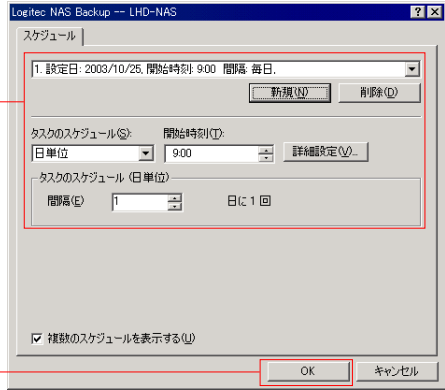 Logitec NAS Backup -- LHD-NAS
スケジュール
1. 設定日: 2003/10/25, 開始時刻: 9:00 間隔: 毎日,
新規(N) 削除(D)
タスクのスケジュール(S): 開始時刻(T):
日単位 9:00 詳細設定(V)...
タスクのスケジュール (日単位)
間隔(E) 1 日に 1 回
複数のスケジュールを表示する(U)
OK キャンセル